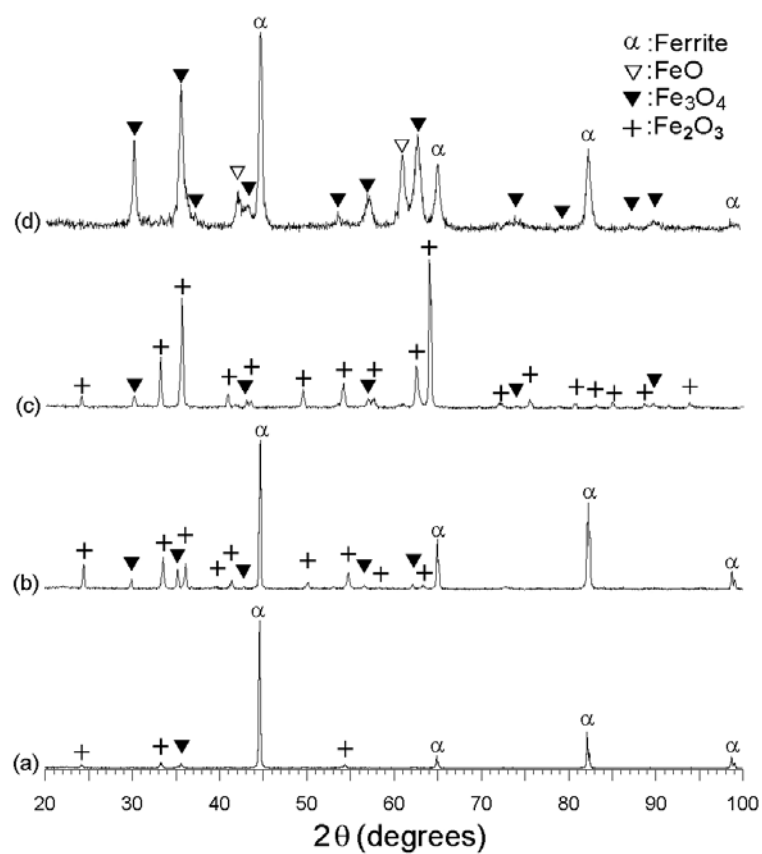 α
α :Ferrite
▽ :FeO
▼ :Fe₃O₄
+ :Fe₂O₃
α
α
α
(d)
(c)
α
α
α
α
(b)
α
α
α
α
(a)
20 30 40 50 60 70 80 90 100
2θ (degrees)